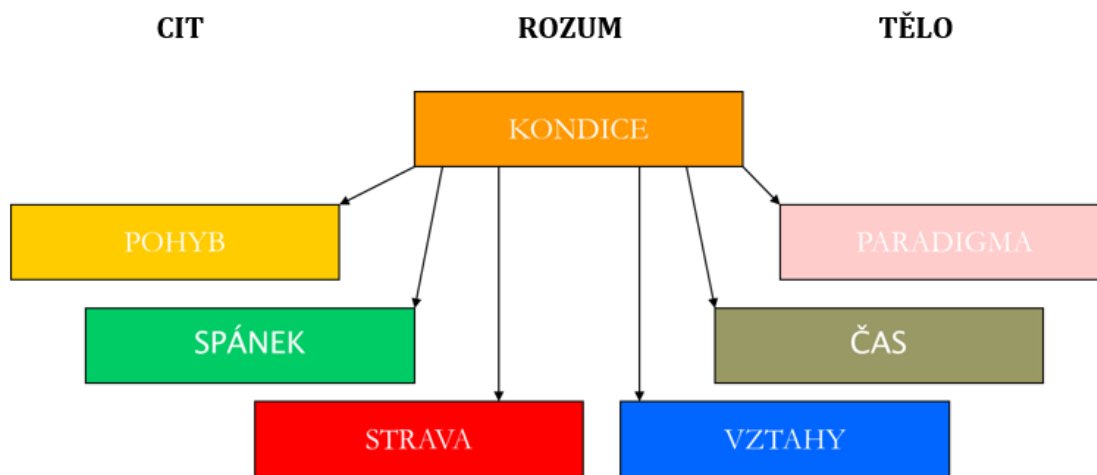 CIT ROZUM TĚLO
KONDICE
POHYB PARADIGMA
SPÁNEK ČAS
STRAVA VZTAHY